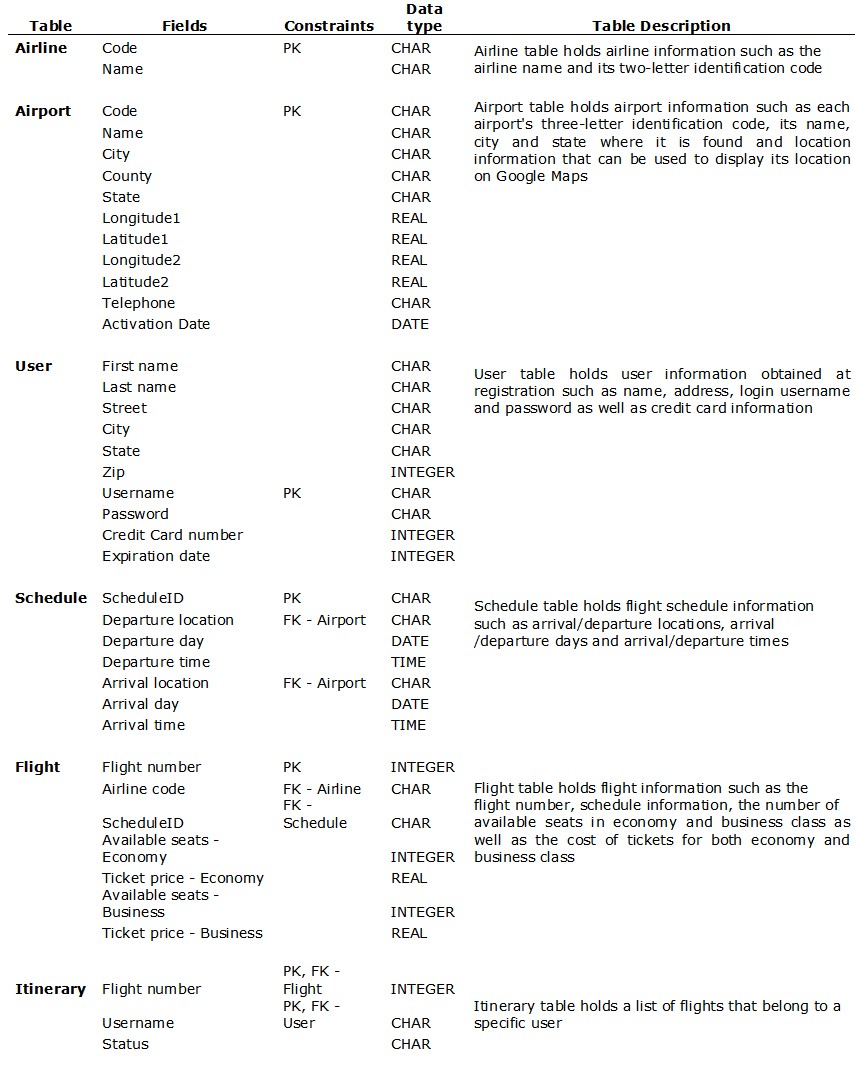 Table Fields Constraints Data type Table Description
Airline Code PK CHAR Airline table holds airline information such as the
Name CHAR airline name and its two-letter identification code
Airport Code PK CHAR Airport table holds airport information such as each
Name CHAR airport's three-letter identification code, its name,
City CHAR city and state where it is found and location
County CHAR information that can be used to display its location
State CHAR on Google Maps
Longitude1 REAL
Latitude1 REAL
Longitude2 REAL
Latitude2 REAL
Telephone CHAR
Activation Date DATE
User First name CHAR User table holds user information obtained at
Last name CHAR registration such as name, address, login username
Street CHAR and password as well as credit card information
City CHAR
State CHAR
Zip INTEGER
Username PK CHAR
Password CHAR
Credit Card number INTEGER
Expiration date INTEGER
Schedule ScheduleID PK CHAR Schedule table holds flight schedule information
Departure location FK - Airport CHAR such as arrival/departure locations, arrival
Departure day DATE /departure days and arrival/departure times
Departure time TIME
Arrival location FK - Airport CHAR
Arrival day DATE
Arrival time TIME
Flight Flight number PK INTEGER
Airline code FK - Airline CHAR Flight table holds flight information such as the
FK - flight number, schedule information, the number of
ScheduleID Schedule CHAR available seats in economy and business class as
Available seats - well as the cost of tickets for both economy and
Economy INTEGER business class
Ticket price - Economy REAL
Available seats -
Business INTEGER
Ticket price - Business REAL
PK, FK -
Itinerary Flight number Flight INTEGER
PK, FK - Itinerary table holds a list of flights that belong to a
Username User CHAR specific user
Status CHAR